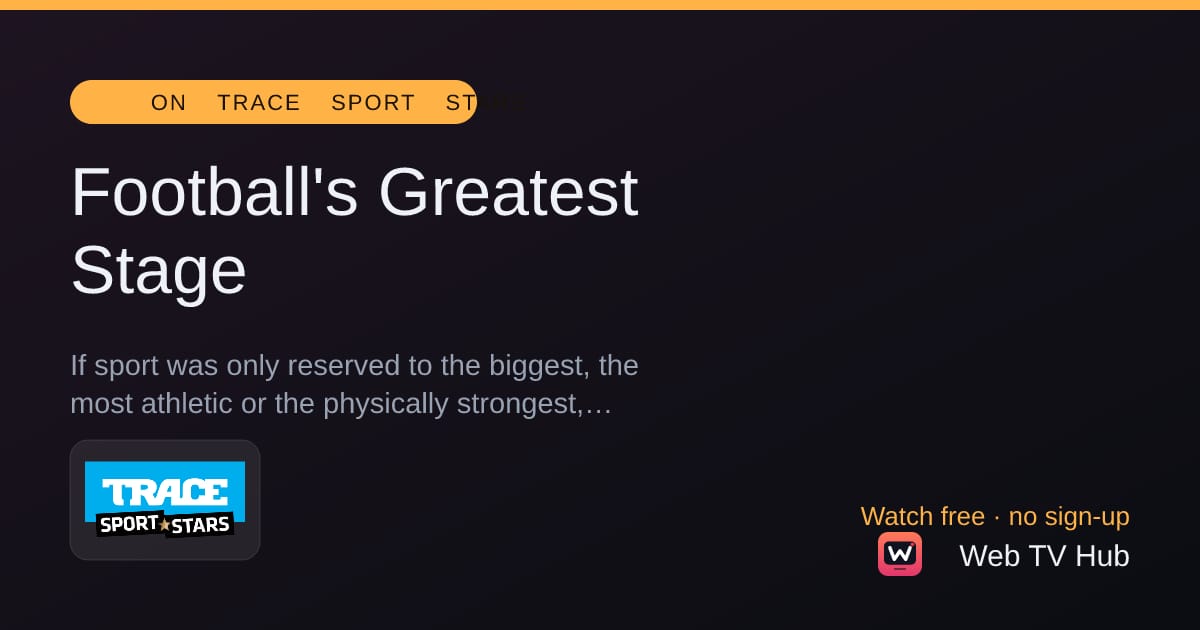 ON TRACE SPORT STARS
Football's Greatest
Stage
If sport was only reserved to the biggest, the
most athletic or the physically strongest,…
TRACE
SPORT★STARS
Watch free · no sign-up
W
Web TV Hub